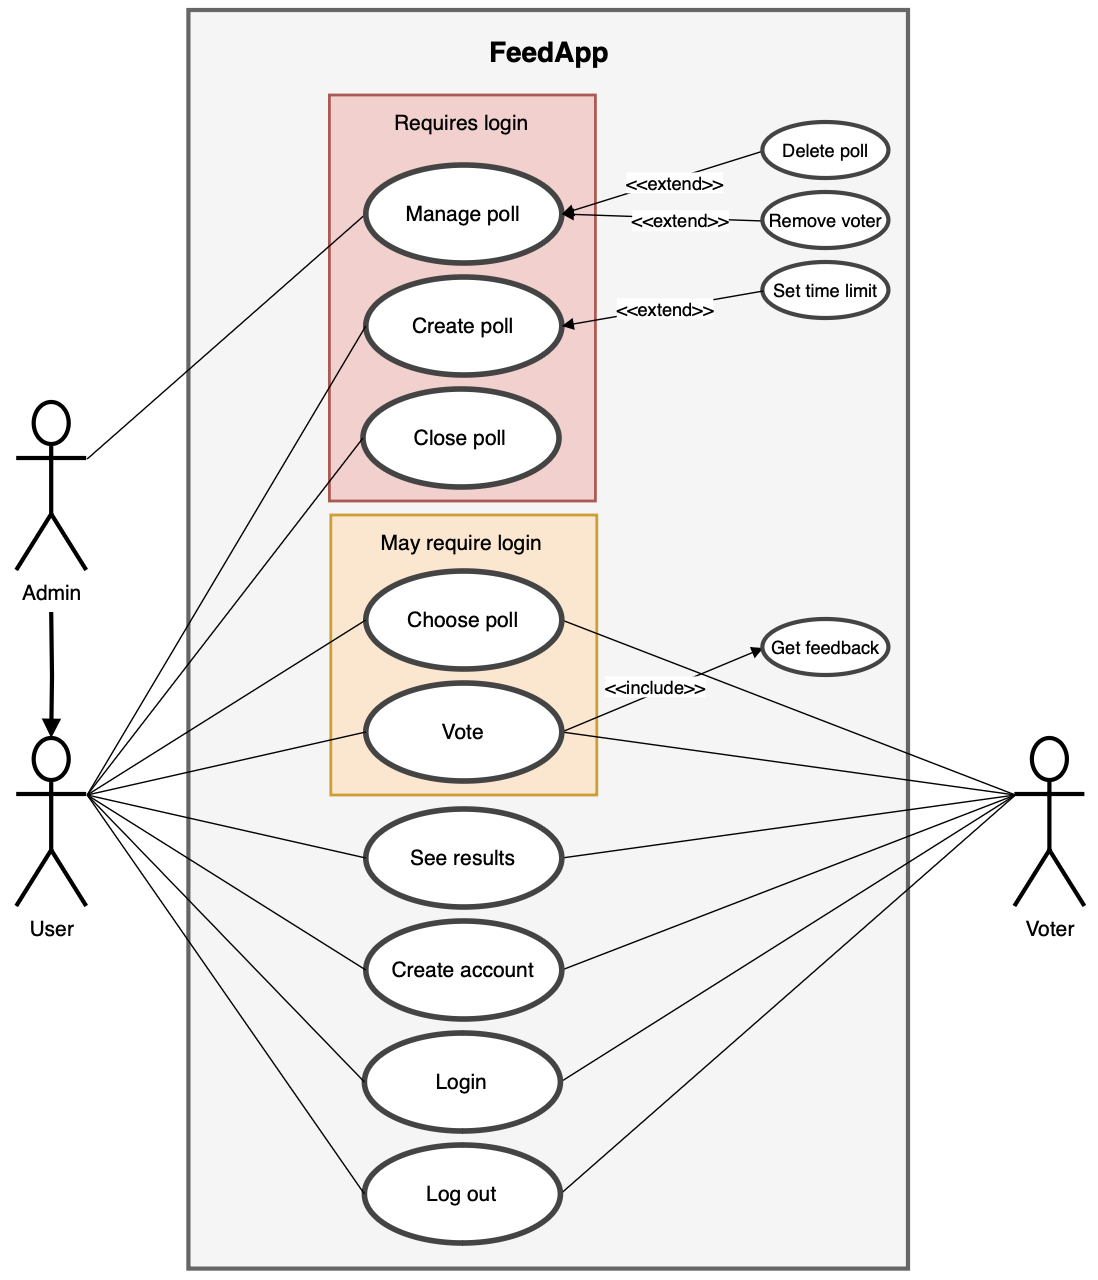 FeedApp
Requires login
Delete poll
<<extend>>
Manage poll
Remove voter
<<extend>>
Set time limit
<<extend>>
Create poll
Close poll
Admin
May require login
Choose poll
Get feedback
<<include>>
Vote
See results
User
Voter
Create account
Login
Log out